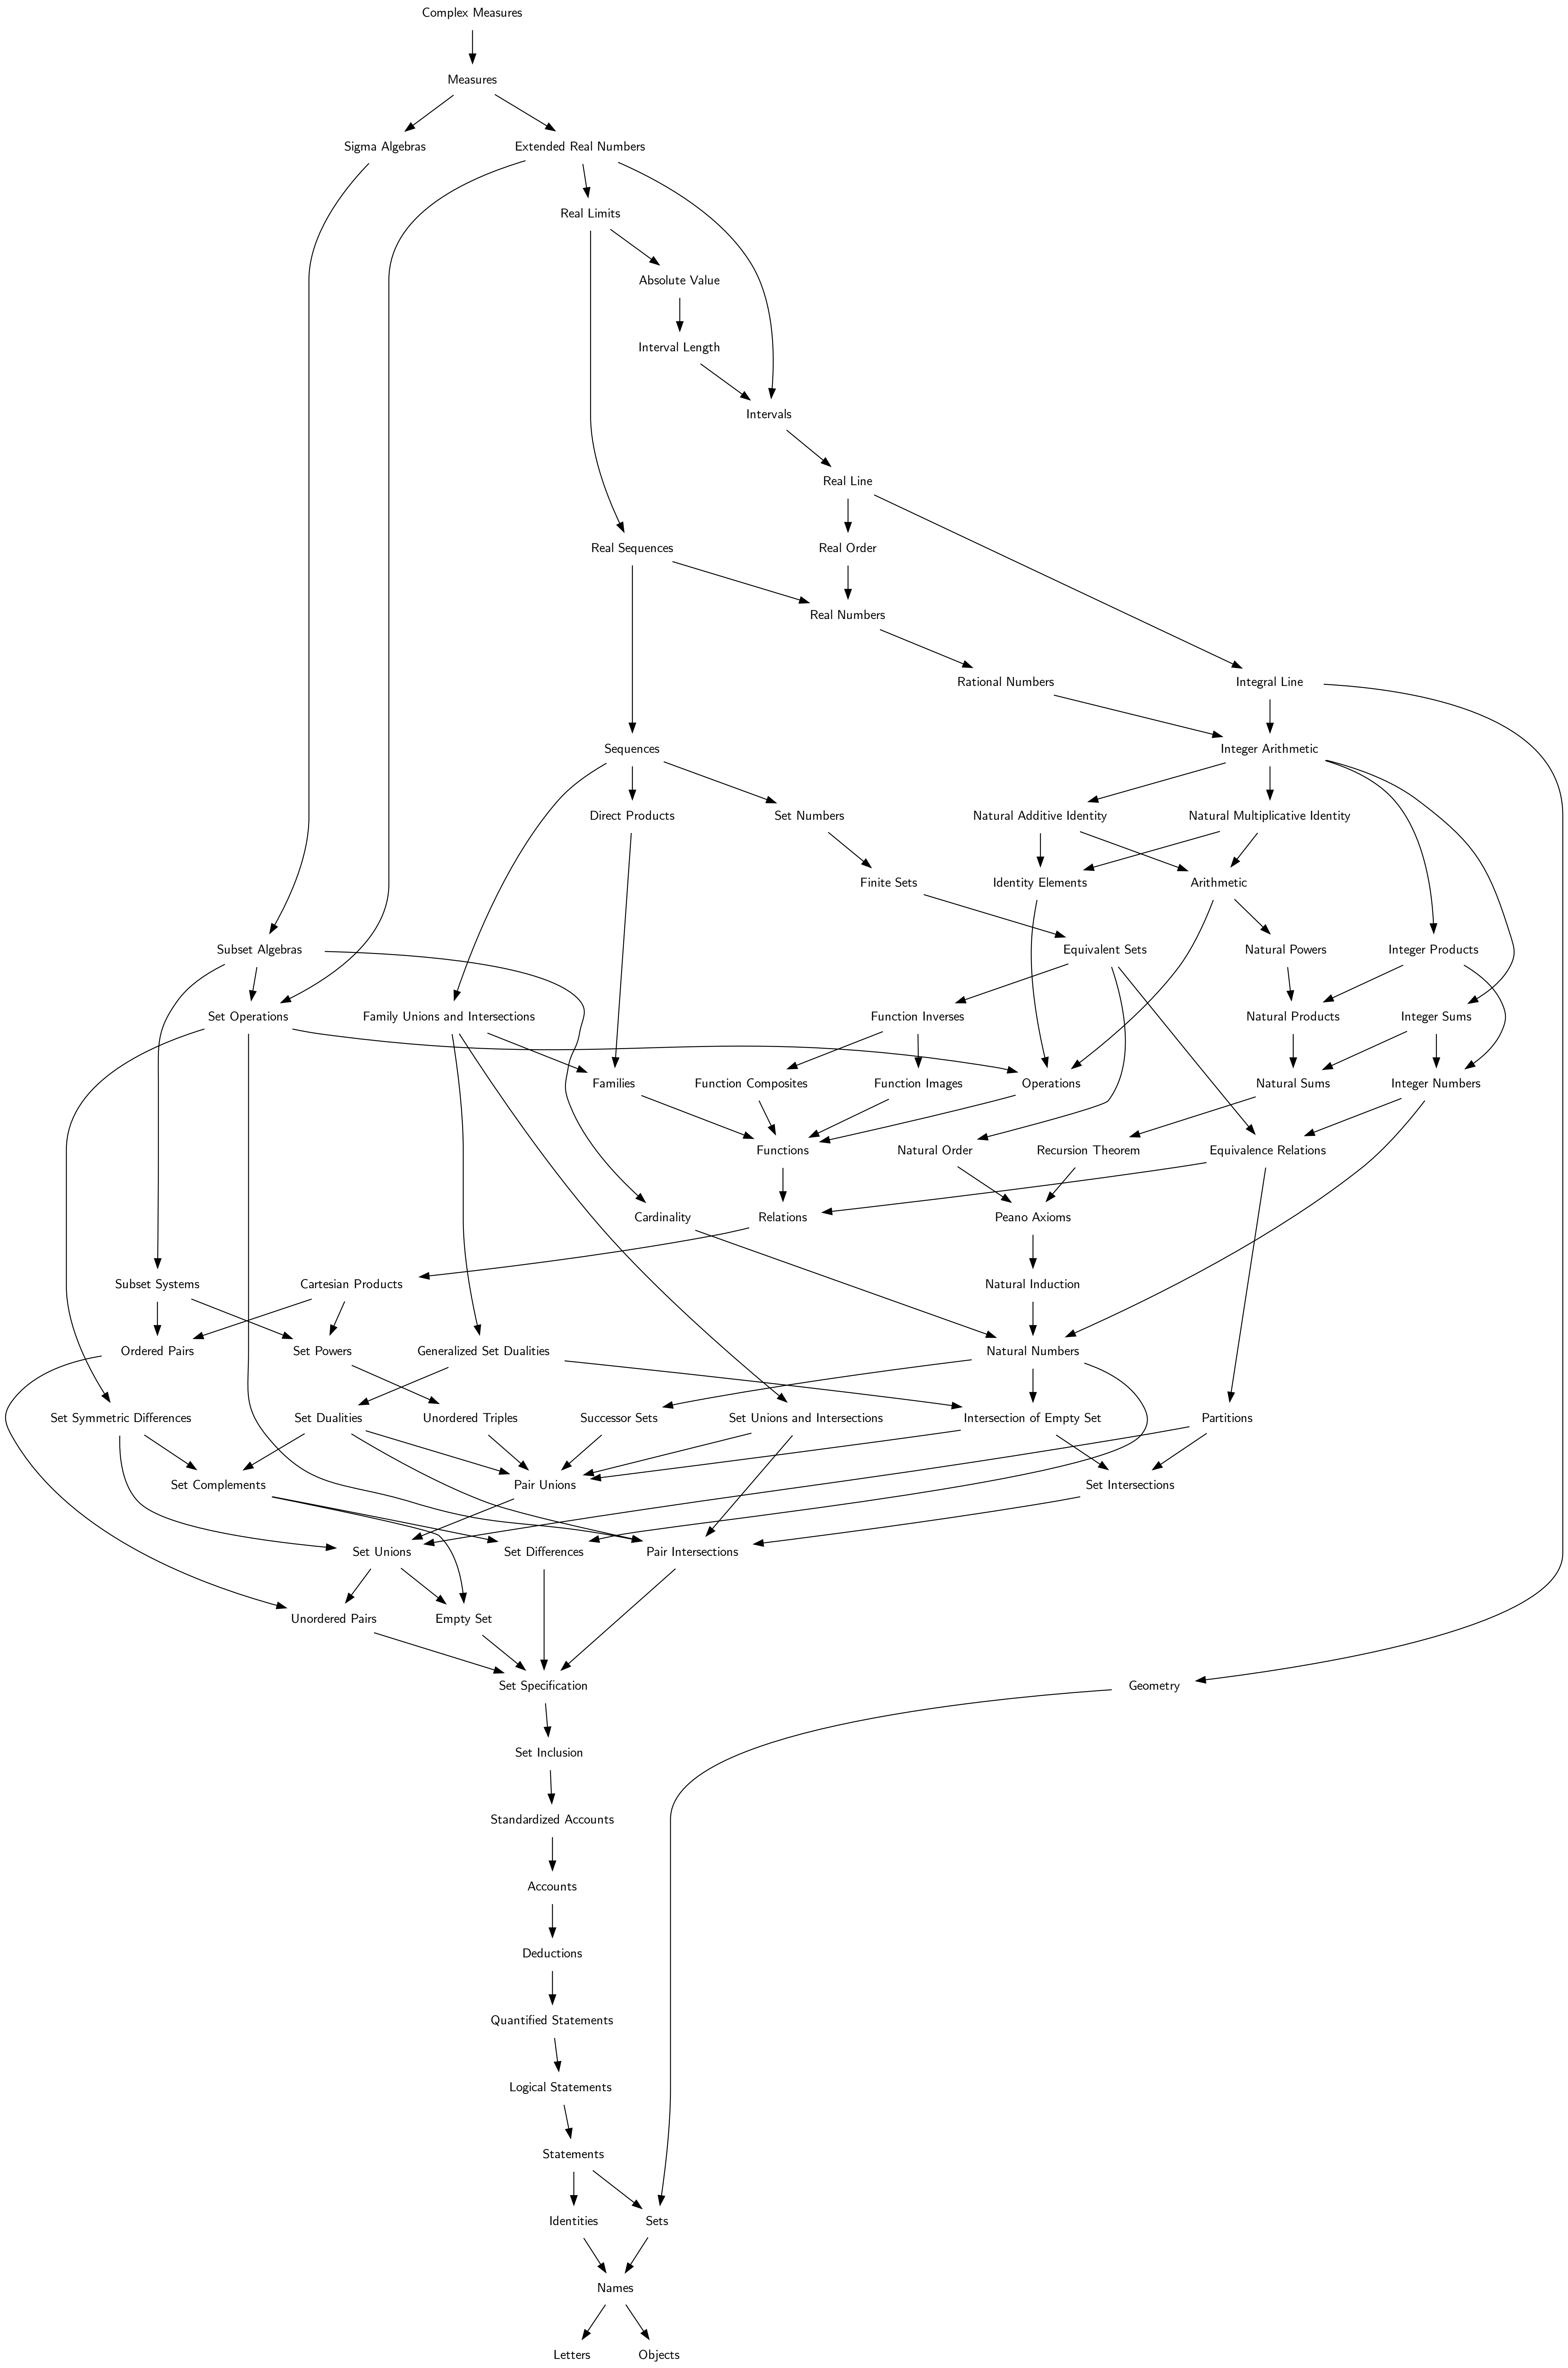 Complex Measures
Measures
Sigma Algebras
Extended Real Numbers
Real Limits
Absolute Value
Interval Length
Intervals
Real Line
Real Sequences
Real Order
Real Numbers
Rational Numbers
Integral Line
Sequences
Integer Arithmetic
Direct Products
Set Numbers
Natural Additive Identity
Natural Multiplicative Identity
Finite Sets
Identity Elements
Arithmetic
Subset Algebras
Equivalent Sets
Natural Powers
Integer Products
Set Operations
Family Unions and Intersections
Function Inverses
Natural Products
Integer Sums
Families
Function Composites
Function Images
Operations
Natural Sums
Integer Numbers
Functions
Natural Order
Recursion Theorem
Equivalence Relations
Cardinality
Relations
Peano Axioms
Subset Systems
Cartesian Products
Natural Induction
Ordered Pairs
Set Powers
Generalized Set Dualities
Natural Numbers
Set Symmetric Differences
Set Dualities
Unordered Triples
Successor Sets
Set Unions and Intersections
Intersection of Empty Set
Partitions
Set Complements
Pair Unions
Set Intersections
Set Unions
Set Differences
Pair Intersections
Unordered Pairs
Empty Set
Set Specification
Geometry
Set Inclusion
Standardized Accounts
Accounts
Deductions
Quantified Statements
Logical Statements
Statements
Identities
Sets
Names
Letters
Objects